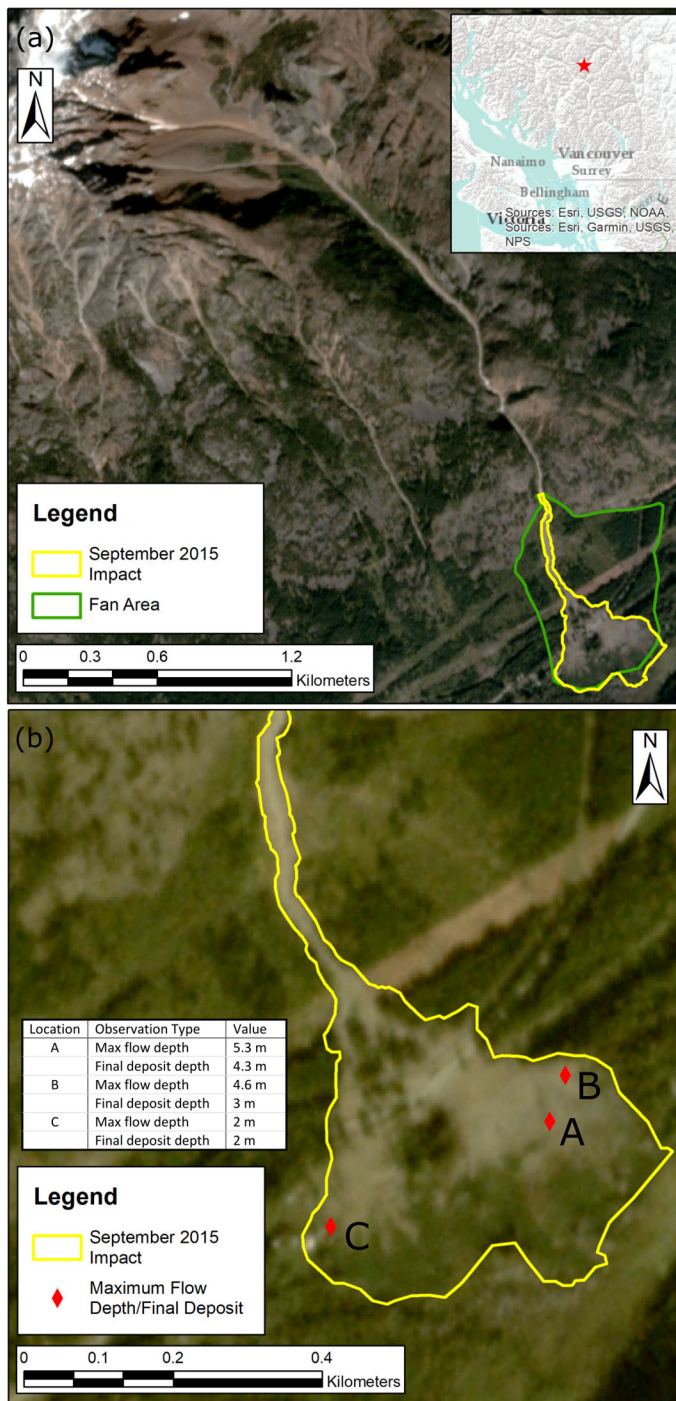 (a)
N
Nanaimo
Vancouver
Surrey
Bellingham
Victoria
E
Sources: Esri, USGS, NOAA,
Sources: Esri, Garmin, USGS,
NPS
Legend
September 2015
Impact
Fan Area
0 0.3 0.6 1.2
Kilometers
(b)
N
Location Observation Type Value
A Max flow depth 5.3 m
Final deposit depth 4.3 m
B Max flow depth 4.6 m
Final deposit depth 3 m
C Max flow depth 2 m
Final deposit depth 2 m
B
A
C
Legend
September 2015
Impact
Maximum Flow
Depth/Final Deposit
0 0.1 0.2 0.4
Kilometers